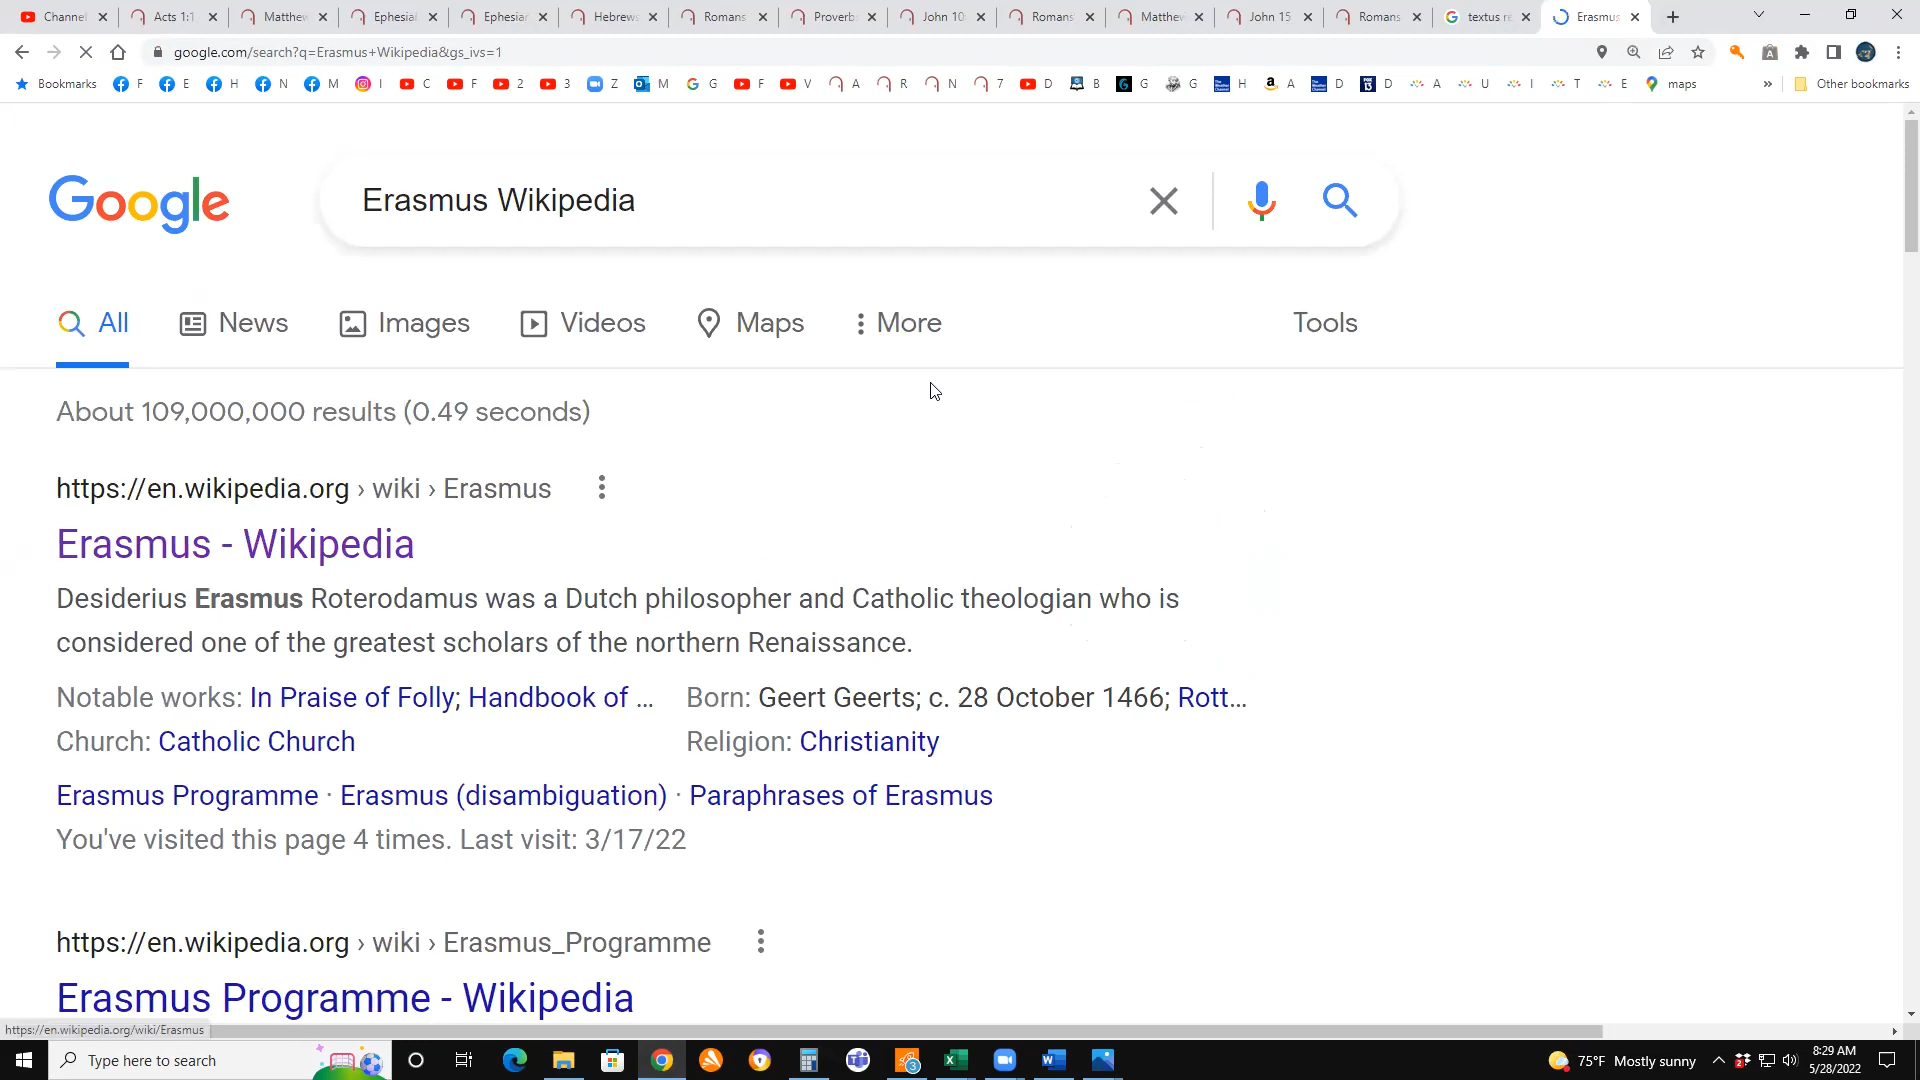 Channel Acts 1:1 Matthew Ephesia Ephesian Hebrews Romans Proverb John 10 Romans Matthew John 15 Romans textus re Erasmus
google.com/search?q=Erasmus+Wikipedia&gs_ivs=1
Bookmarks F E H N M I C F 2 3 Z M G F V A R N 7 D B G G H A D D A U I T E maps » Other bookmarks
Google Erasmus Wikipedia
All News Images Videos Maps More Tools
About 109,000,000 results (0.49 seconds)
https://en.wikipedia.org › wiki › Erasmus
Erasmus - Wikipedia
Desiderius Erasmus Roterodamus was a Dutch philosopher and Catholic theologian who is
considered one of the greatest scholars of the northern Renaissance.
Notable works: In Praise of Folly; Handbook of ... Born: Geert Geerts; c. 28 October 1466; Rott...
Church: Catholic Church Religion: Christianity
Erasmus Programme · Erasmus (disambiguation) · Paraphrases of Erasmus
You've visited this page 4 times. Last visit: 3/17/22
https://en.wikipedia.org › wiki › Erasmus_Programme
Erasmus Programme - Wikipedia
https://en.wikipedia.org/wiki/Erasmus
Type here to search 75°F Mostly sunny 8:29 AM
5/28/2022